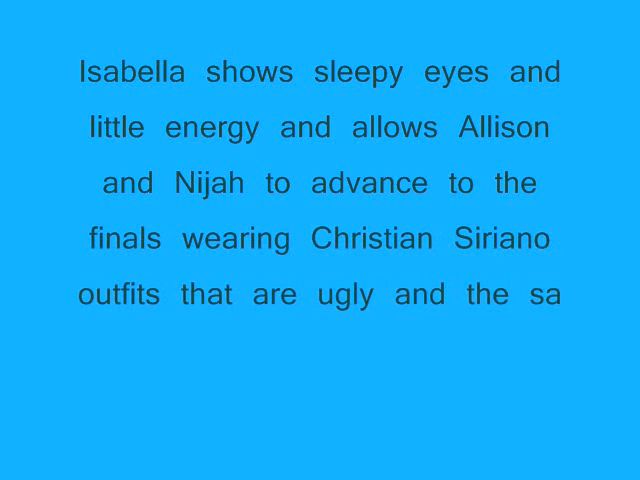 Isabella shows sleepy eyes and
little energy and allows Allison
and Nijah to advance to the
finals wearing Christian Siriano
outfits that are ugly and the sa